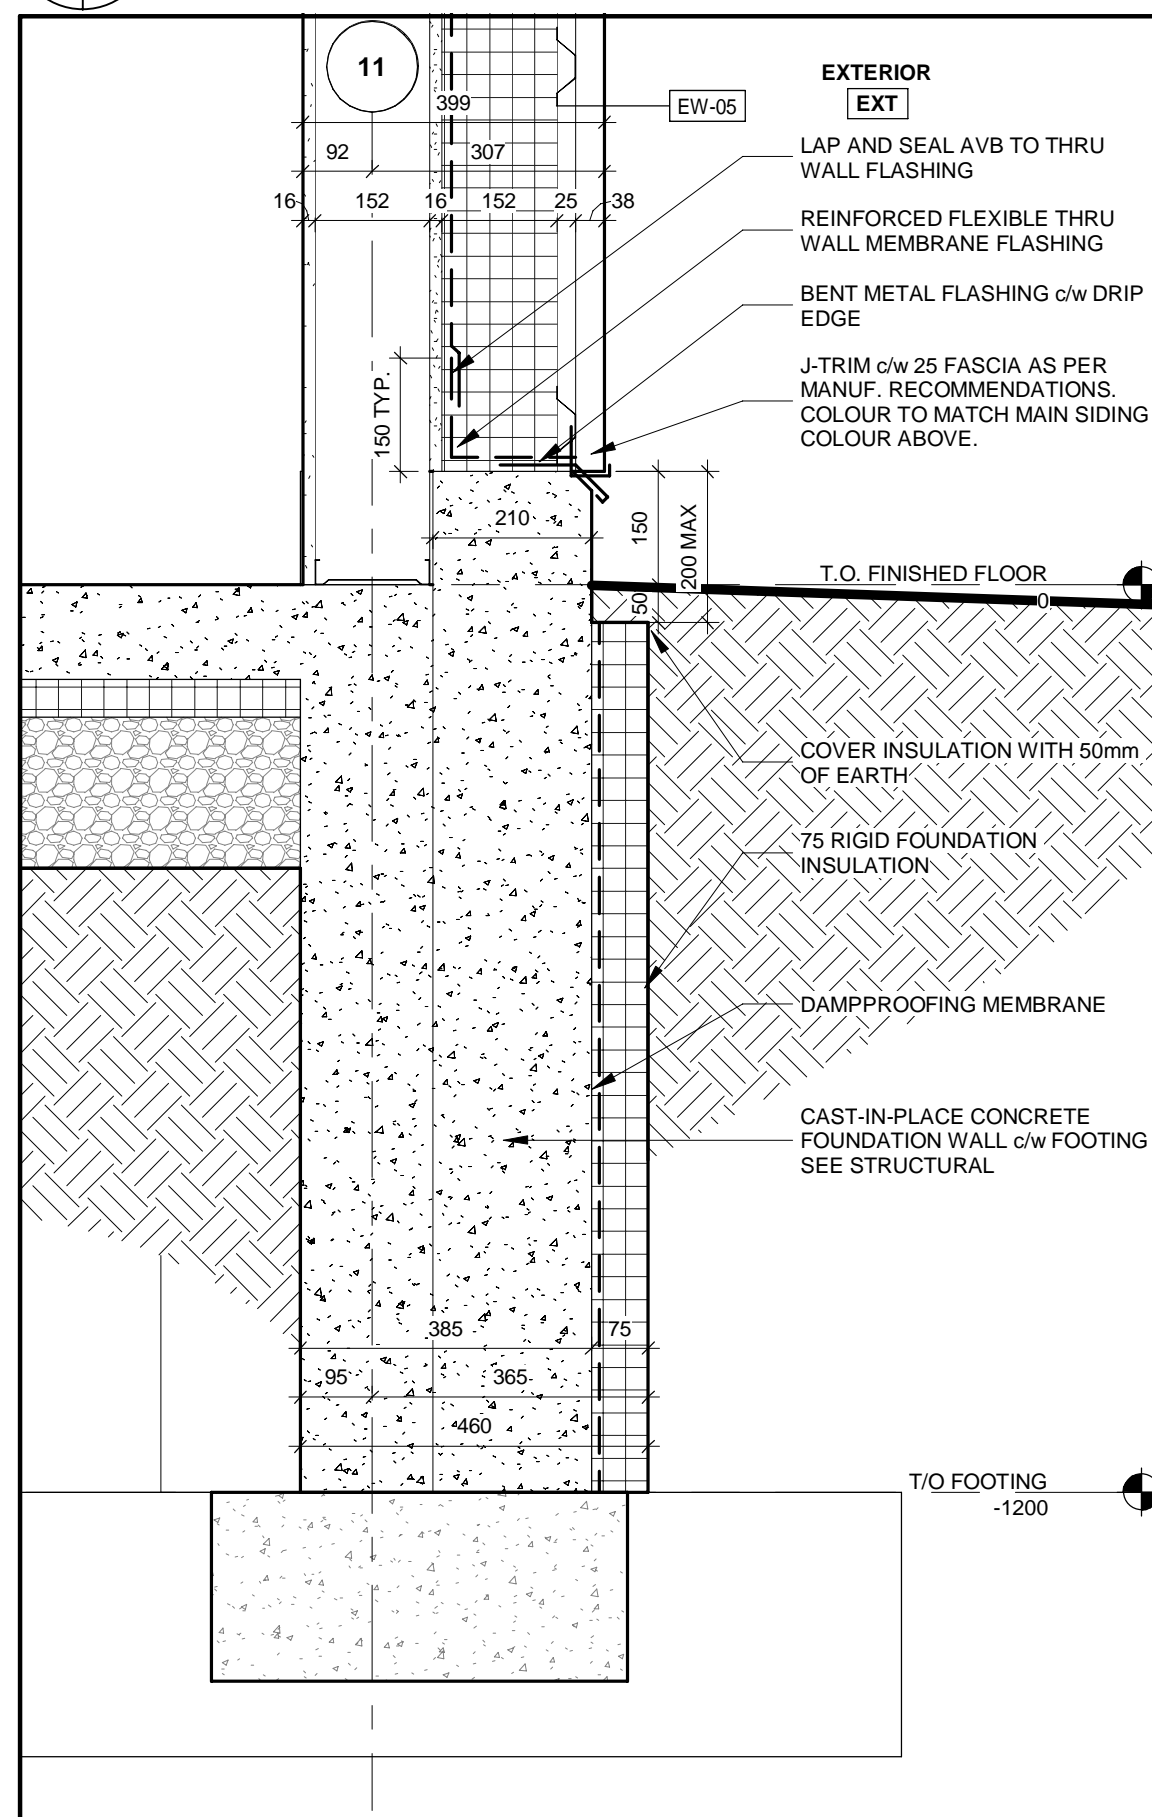 11
EXTERIOR
EXT
399
EW-05
92
307
LAP AND SEAL AVB TO THRU
WALL FLASHING
16
152
16
152
25
38
REINFORCED FLEXIBLE THRU
WALL MEMBRANE FLASHING
BENT METAL FLASHING c/w DRIP
EDGE
J-TRIM c/w 25 FASCIA AS PER
MANUF. RECOMMENDATIONS.
COLOUR TO MATCH MAIN SIDING
COLOUR ABOVE.
150 TYP.
210
150
200 MAX
50
T.O. FINISHED FLOOR
0
COVER INSULATION WITH 50mm
OF EARTH
75 RIGID FOUNDATION
INSULATION
DAMPPROOFING MEMBRANE
CAST-IN-PLACE CONCRETE
FOUNDATION WALL c/w FOOTING
SEE STRUCTURAL
385
75
95
365
460
T/O FOOTING
-1200